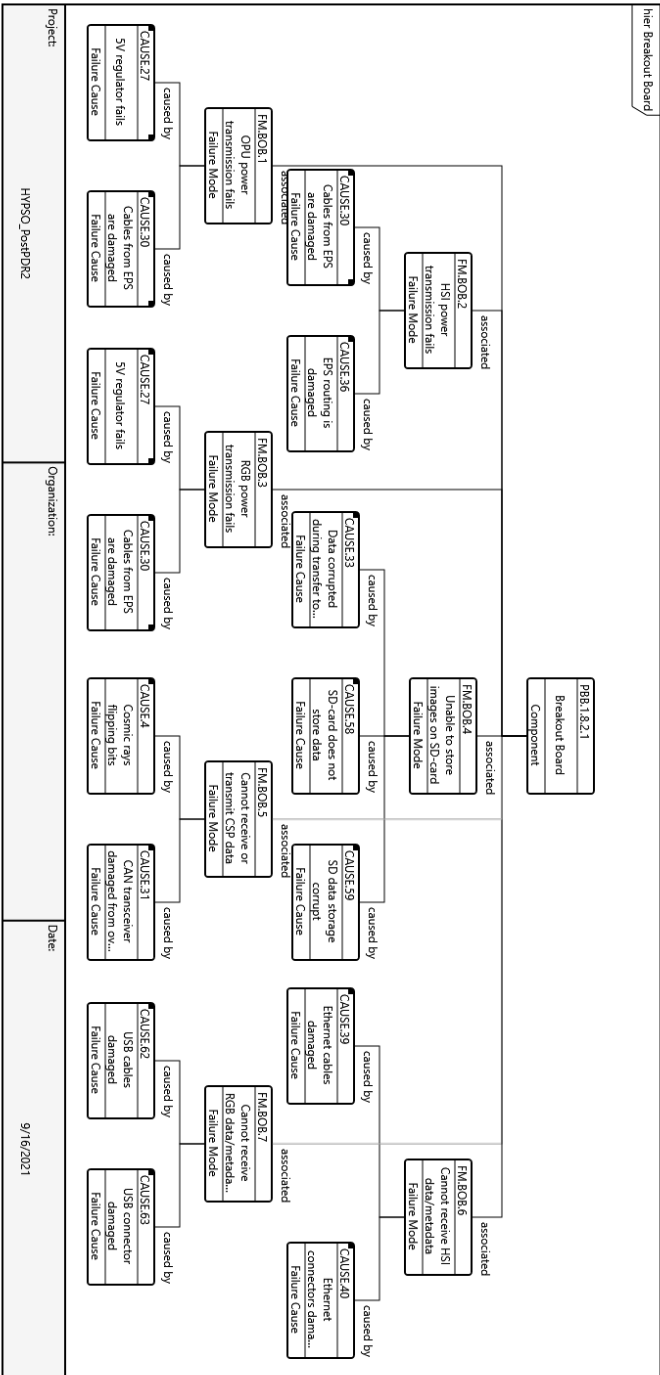 hier Breakout Board
PBB.1.8.2.1
Breakout Board
Component
associated
associated
associated
FM.BOB.2
HSI power
transmission fails
Failure Mode
FM.BOB.4
Unable to store
images on SD-card
Failure Mode
FM.BOB.6
Cannot receive HSI
data/metadata
Failure Mode
caused by
caused by
caused by
caused by
caused by
caused by
caused by
CAUSE.30
Cables from EPS
are damaged
Failure Cause
CAUSE.36
EPS routing is
damaged
Failure Cause
CAUSE.33
Data corrupted
during transfer to...
Failure Cause
CAUSE.58
SD-card does not
store data
Failure Cause
CAUSE.59
SD data storage
corrupt
Failure Cause
CAUSE.39
Ethernet cables
damaged
Failure Cause
CAUSE.40
Ethernet
connectors dama...
Failure Cause
associated
associated
associated
associated
FM.BOB.1
OPU power
transmission fails
Failure Mode
FM.BOB.3
RGB power
transmission fails
Failure Mode
FM.BOB.5
Cannot receive or
transmit CSP data
Failure Mode
FM.BOB.7
Cannot receive
RGB data/metada...
Failure Mode
caused by
caused by
caused by
caused by
caused by
caused by
caused by
caused by
CAUSE.27
5V regulator fails
Failure Cause
CAUSE.30
Cables from EPS
are damaged
Failure Cause
CAUSE.27
5V regulator fails
Failure Cause
CAUSE.30
Cables from EPS
are damaged
Failure Cause
CAUSE.4
Cosmic rays
flipping bits
Failure Cause
CAUSE.31
CAN transceiver
damaged from ov...
Failure Cause
CAUSE.62
USB cables
damaged
Failure Cause
CAUSE.63
USB connector
damaged
Failure Cause
Project:
HYPSO_PostPDR2
Organization:
Date:
9/16/2021